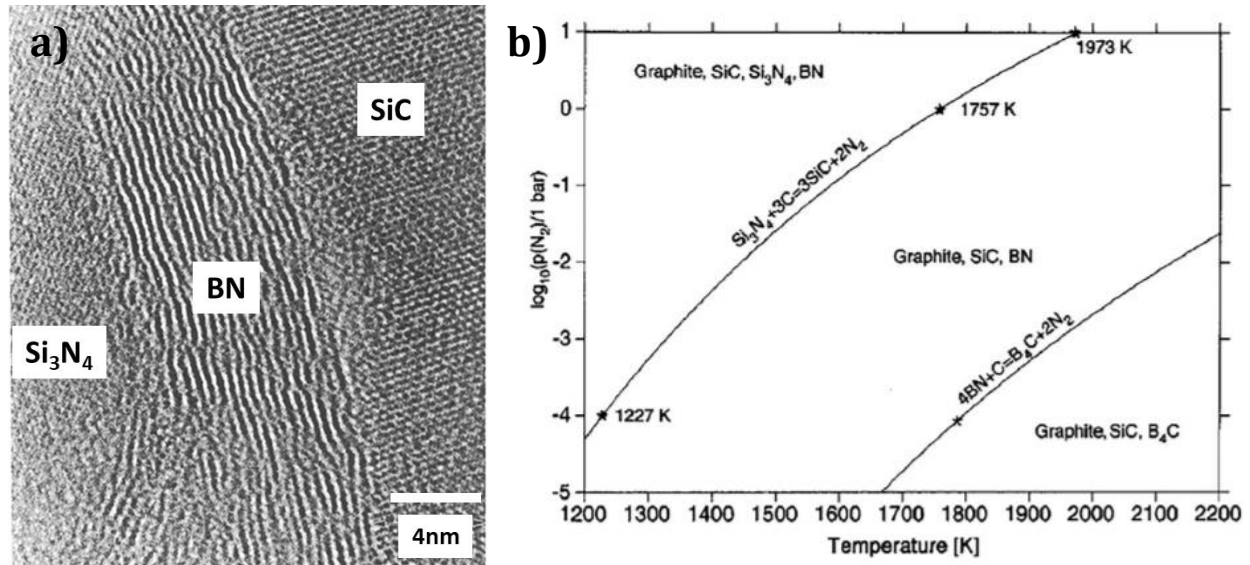 a)
SiC
BN
Si₃N₄
4nm
b)
log₁₀(p(N₂)/1 bar)
1
0
-1
-2
-3
-4
-5
Graphite, SiC, Si₃N₄, BN
1973 K
1757 K
Si₃N₄+3C=3SiC+2N₂
Graphite, SiC, BN
4BN+C=B₄C+2N₂
1227 K
Graphite, SiC, B₄C
1200 1300 1400 1500 1600 1700 1800 1900 2000 2100 2200
Temperature [K]